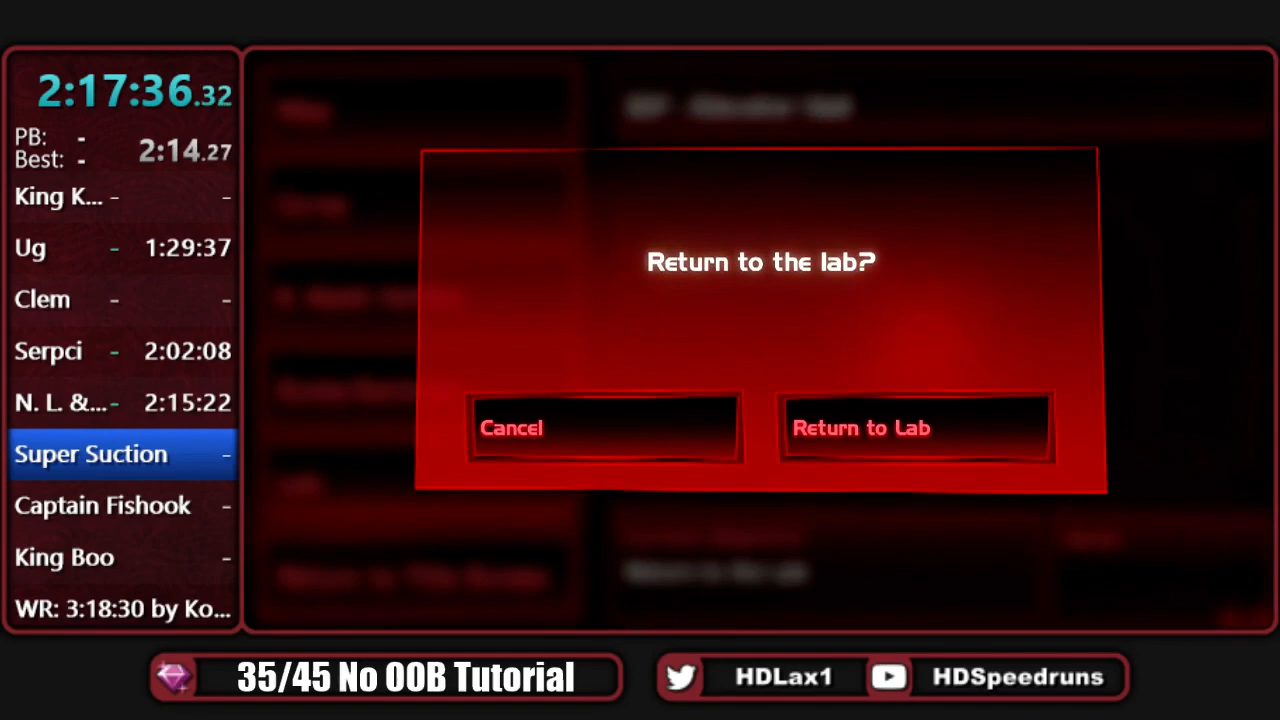 2:17:36.32
PB: -
Best: -
2:14.27
King K... - -
Ug - 1:29:37
Clem - -
Serpci - 2:02:08
N. L. &...- 2:15:22
Super Suction -
Captain Fishook -
King Boo -
WR: 3:18:30 by Ko...
Return to the lab?
Cancel
Return to Lab
35/45 No OOB Tutorial
HDLax1
HDSpeedruns